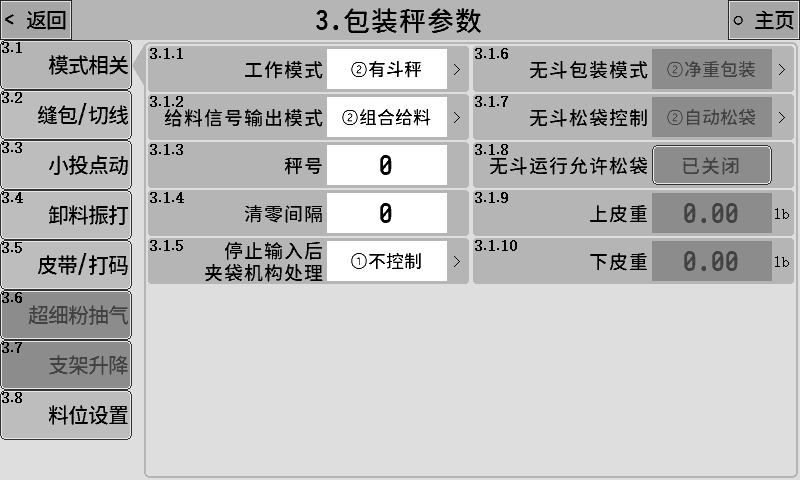 < 返回
3.包装秤参数
○ 主页
3.1
模式相关
3.2
缝包/切线
3.3
小投点动
3.4
卸料振打
3.5
皮带/打码
3.6
超细粉抽气
3.7
支架升降
3.8
料位设置
3.1.1
工作模式
②有斗秤 >
3.1.2
给料信号输出模式
②组合给料 >
3.1.3
秤号
0
3.1.4
清零间隔
0
3.1.5
停止输入后
夹袋机构处理
①不控制 >
3.1.6
无斗包装模式
②净重包装 >
3.1.7
无斗松袋控制
②自动松袋 >
3.1.8
无斗运行允许松袋
已关闭
3.1.9
上皮重
0.00 lb
3.1.10
下皮重
0.00 lb